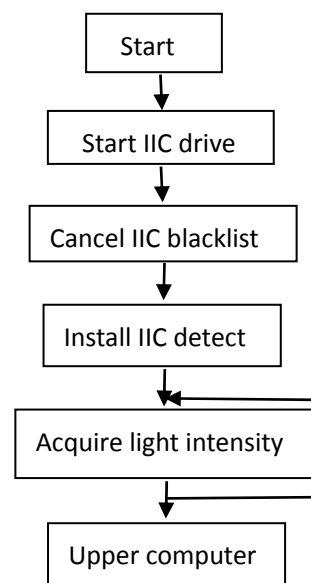 Start
Start IIC drive
Cancel IIC blacklist
Install IIC detect
Acquire light intensity
Upper computer